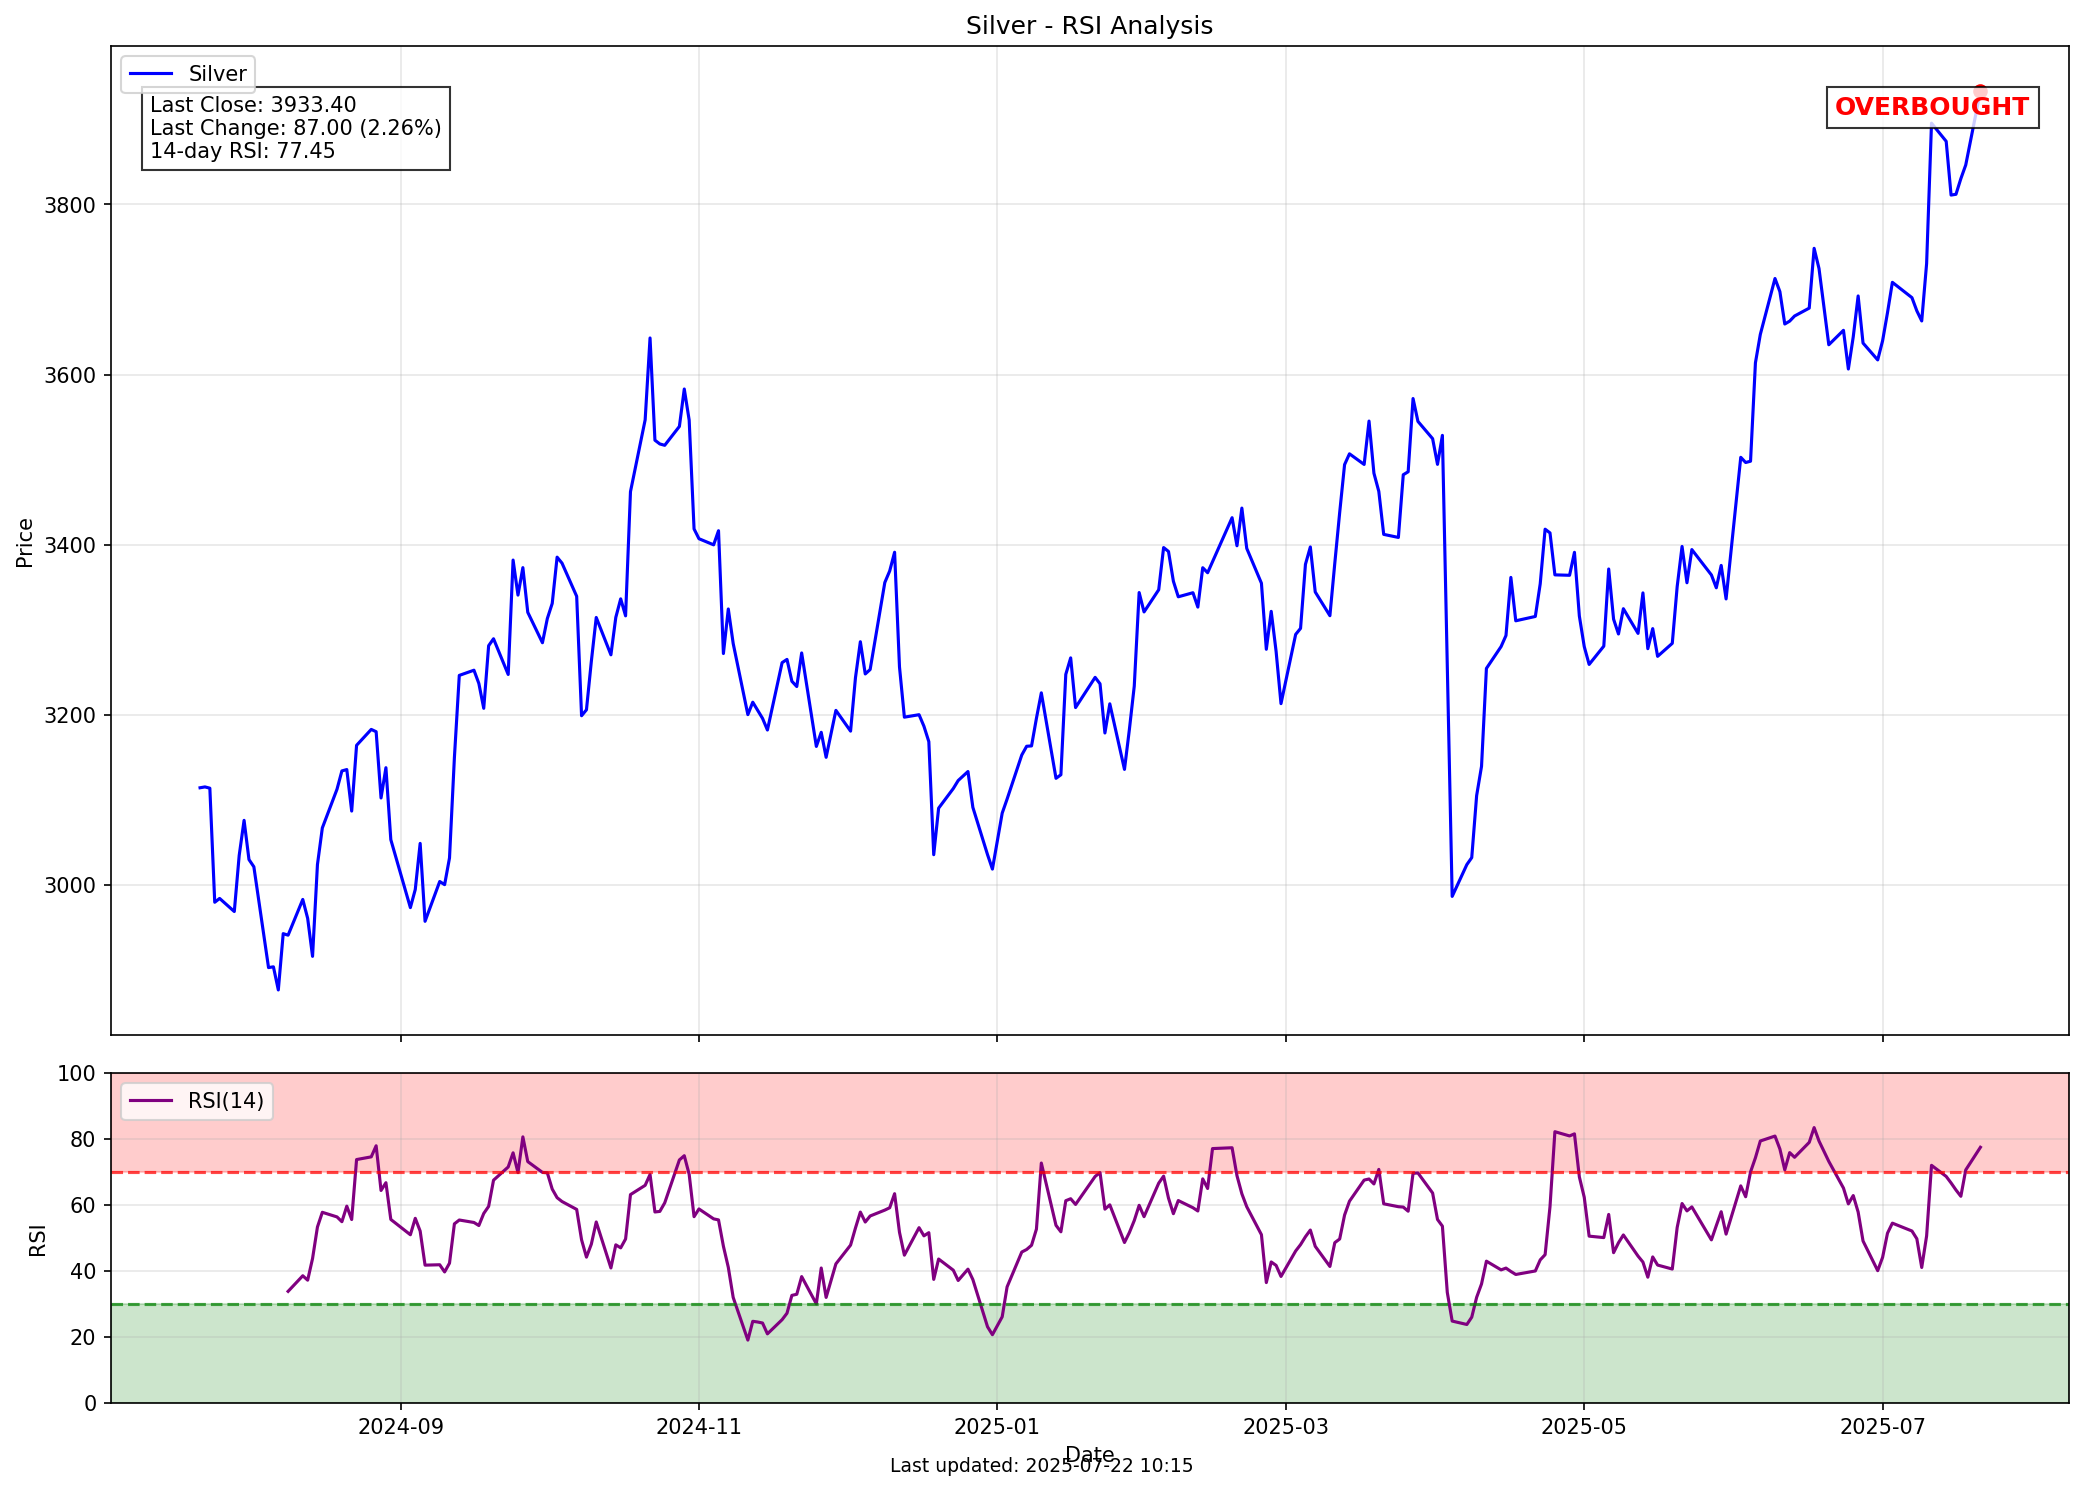 Silver - RSI Analysis
Silver
Last Close: 3933.40
Last Change: 87.00 (2.26%)
14-day RSI: 77.45
OVERBOUGHT
Price
3800
3600
3400
3200
3000
RSI
RSI(14)
100
80
60
40
20
0
2024-09
2024-11
2025-01
2025-03
2025-05
2025-07
Date
Last updated: 2025-07-22 10:15